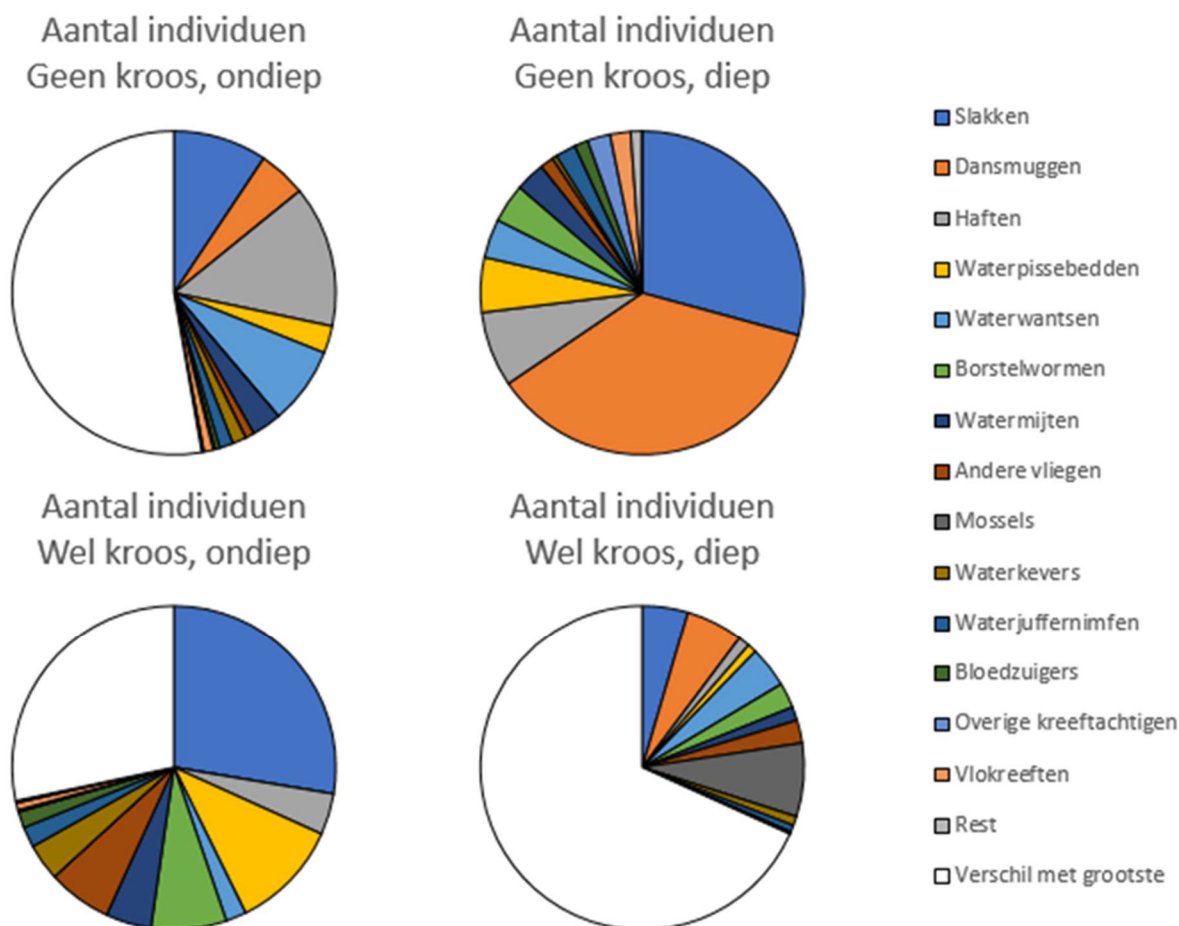 Aantal individuen
Geen kroos, ondiep
Aantal individuen
Geen kroos, diep
Aantal individuen
Wel kroos, ondiep
Aantal individuen
Wel kroos, diep
Slakken
Dansmuggen
Haften
Waterpissebedden
Waterwantsen
Borstelwormen
Watermijten
Andere vliegen
Mossels
Waterkevers
Waterjuffernimfen
Bloedzuigers
Overige kreeftachtigen
Vlokreeften
Rest
Verschil met grootste